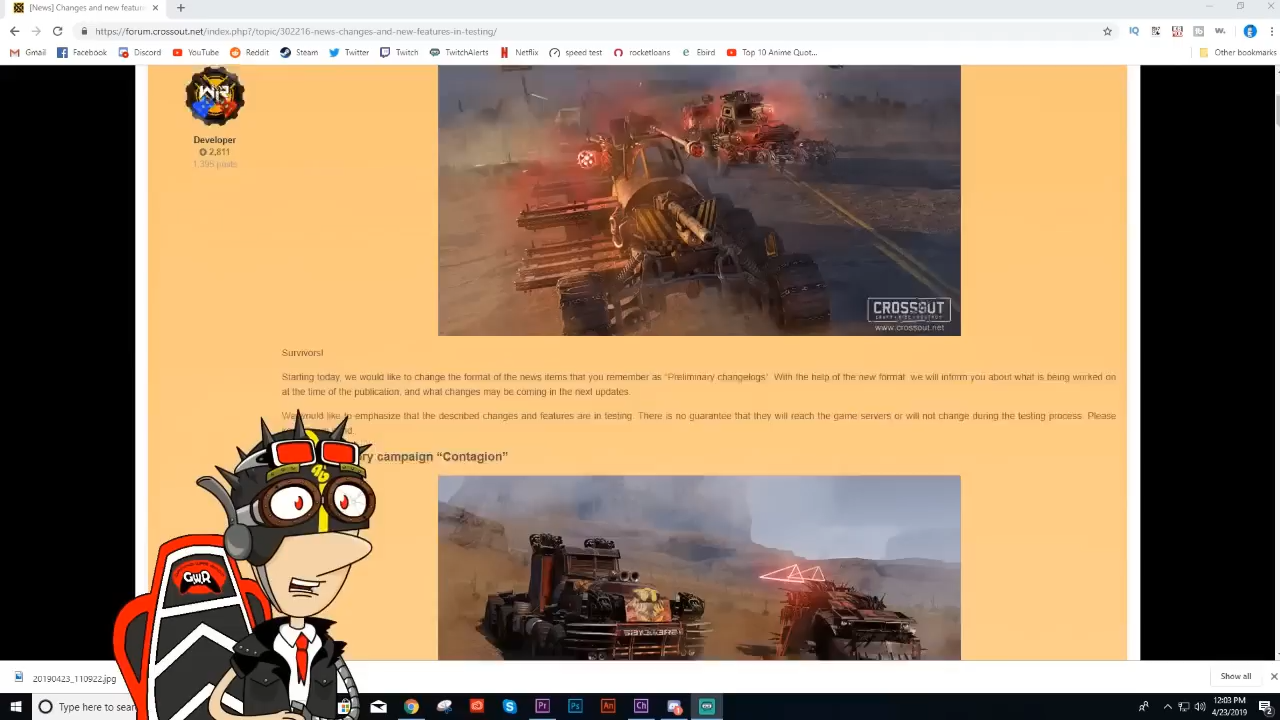 [News] Changes and new featur
https://forum.crossout.net/index.php?/topic/302216-news-changes-and-new-features-in-testing/
Gmail Facebook Discord YouTube Reddit Steam Twitter Twitch TwitchAlerts Netflix speed test rocketloans Ebird Top 10 Anime Quot... Other bookmarks
Developer
2,811
1,395 posts
CROSSOUT
www.crossout.net
Survivors!
Starting today, we would like to change the format of the news items that you remember as "Preliminary changelogs". With the help of the new format, we will inform you about what is being worked on
at the time of the publication, and what changes may be coming in the next updates.
We would like to emphasize that the described changes and features are in testing. There is no guarantee that they will reach the game servers or will not change during the testing process. Please
ry campaign "Contagion"
GWR
20190423_110922.jpg
Show all
Type here to sear
12:03 PM
4/23/2019